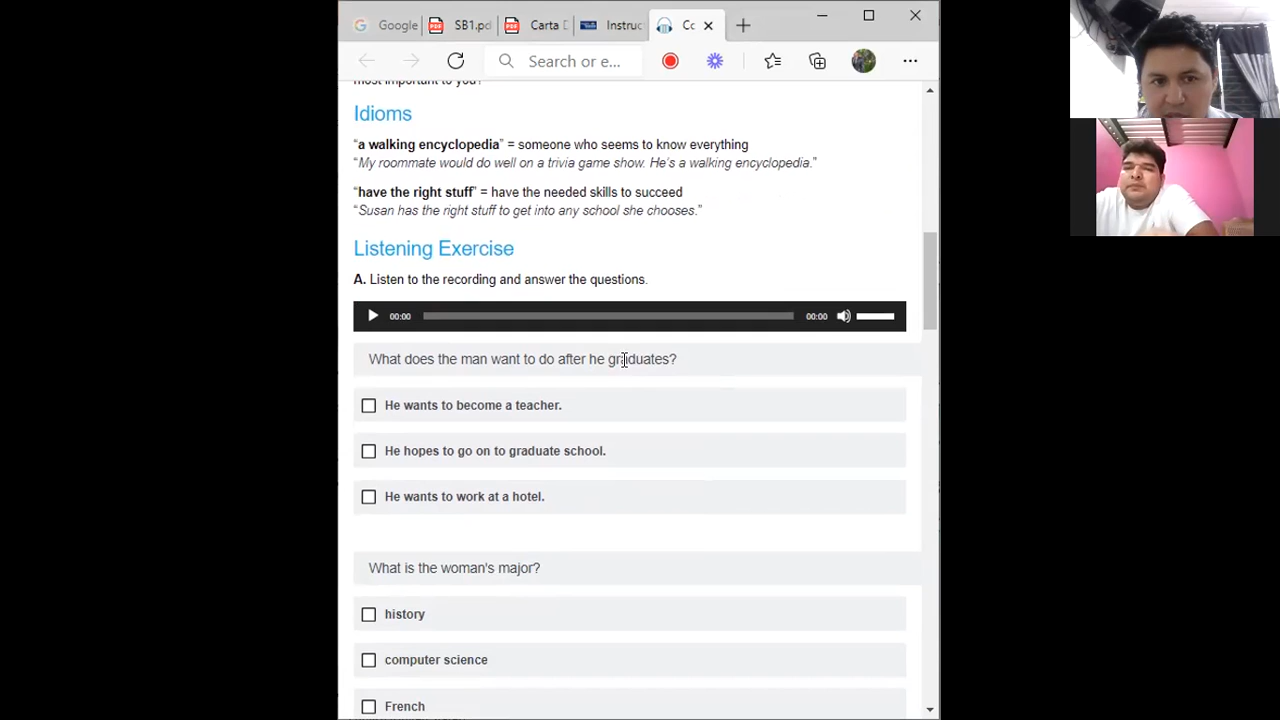 Google
SB1.pd
Carta D
Instruc
Cc
Search or e...
most important to you?
Idioms
“a walking encyclopedia” = someone who seems to know everything
“My roommate would do well on a trivia game show. He's a walking encyclopedia.”
“have the right stuff” = have the needed skills to succeed
“Susan has the right stuff to get into any school she chooses.”
Listening Exercise
A. Listen to the recording and answer the questions.
00:00
00:00
What does the man want to do after he graduates?
He wants to become a teacher.
He hopes to go on to graduate school.
He wants to work at a hotel.
What is the woman's major?
history
computer science
French